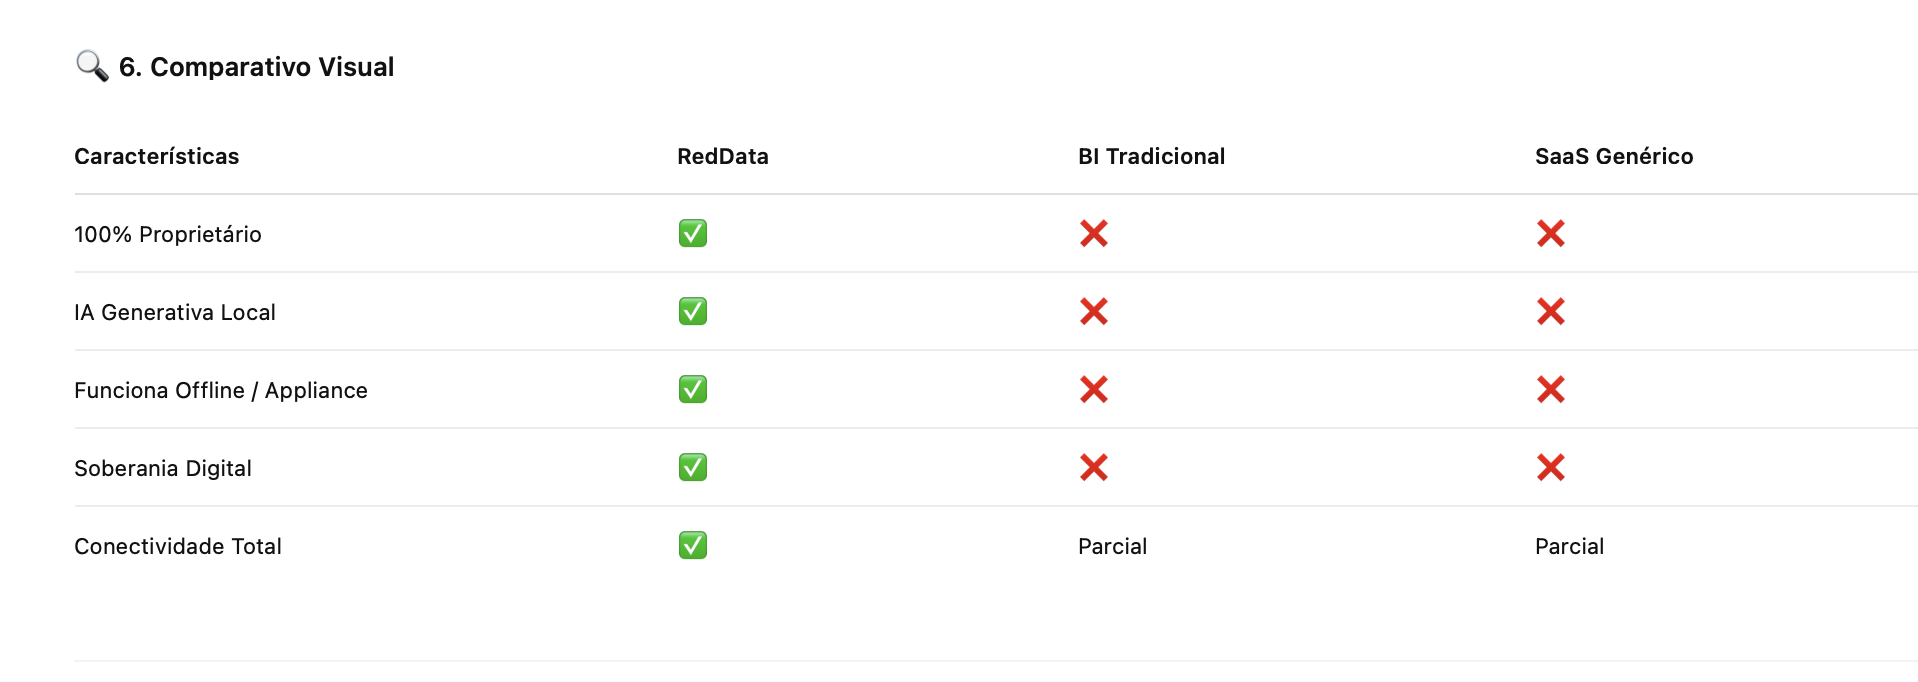 🔍 6. Comparativo Visual
Características RedData BI Tradicional SaaS Genérico
100% Proprietário ✅ ❌ ❌
IA Generativa Local ✅ ❌ ❌
Funciona Offline / Appliance ✅ ❌ ❌
Soberania Digital ✅ ❌ ❌
Conectividade Total ✅ Parcial Parcial